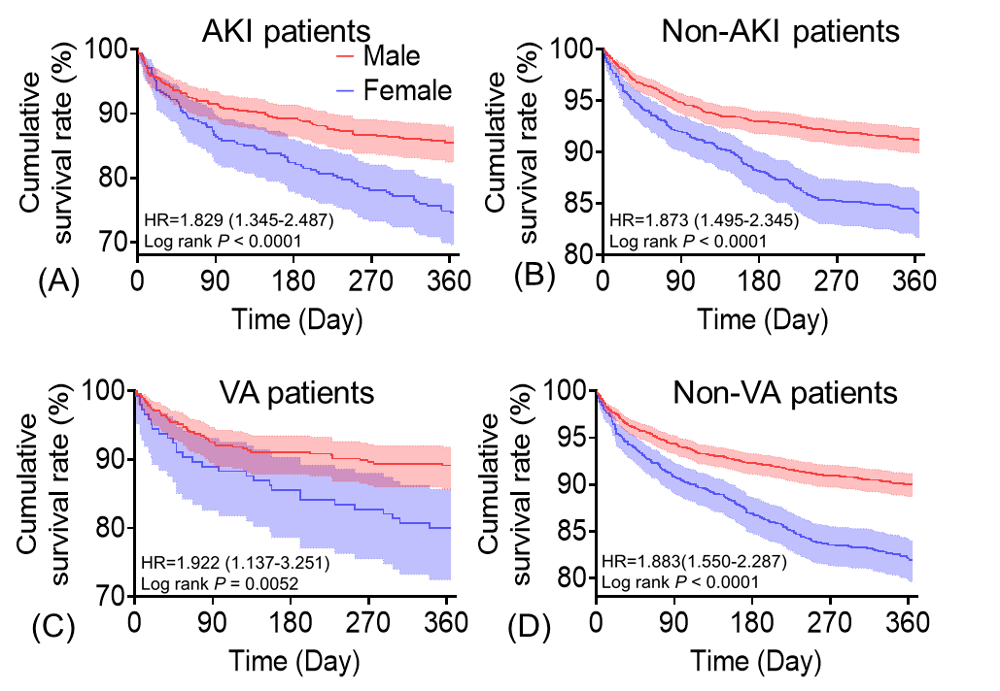 AKI patients
Male
Female
Cumulative
survival rate (%)
100
90
80
70
HR=1.829 (1.345-2.487)
Log rank P < 0.0001
(A)
0 90 180 270 360
Time (Day)
Non-AKI patients
Cumulative
survival rate (%)
100
95
90
85
80
HR=1.873 (1.495-2.345)
Log rank P < 0.0001
(B)
0 90 180 270 360
Time (Day)
VA patients
Cumulative
survival rate (%)
100
90
80
70
HR=1.922 (1.137-3.251)
Log rank P = 0.0052
(C)
0 90 180 270 360
Time (Day)
Non-VA patients
Cumulative
survival rate (%)
100
95
90
85
80
HR=1.883(1.550-2.287)
Log rank P < 0.0001
(D)
0 90 180 270 360
Time (Day)